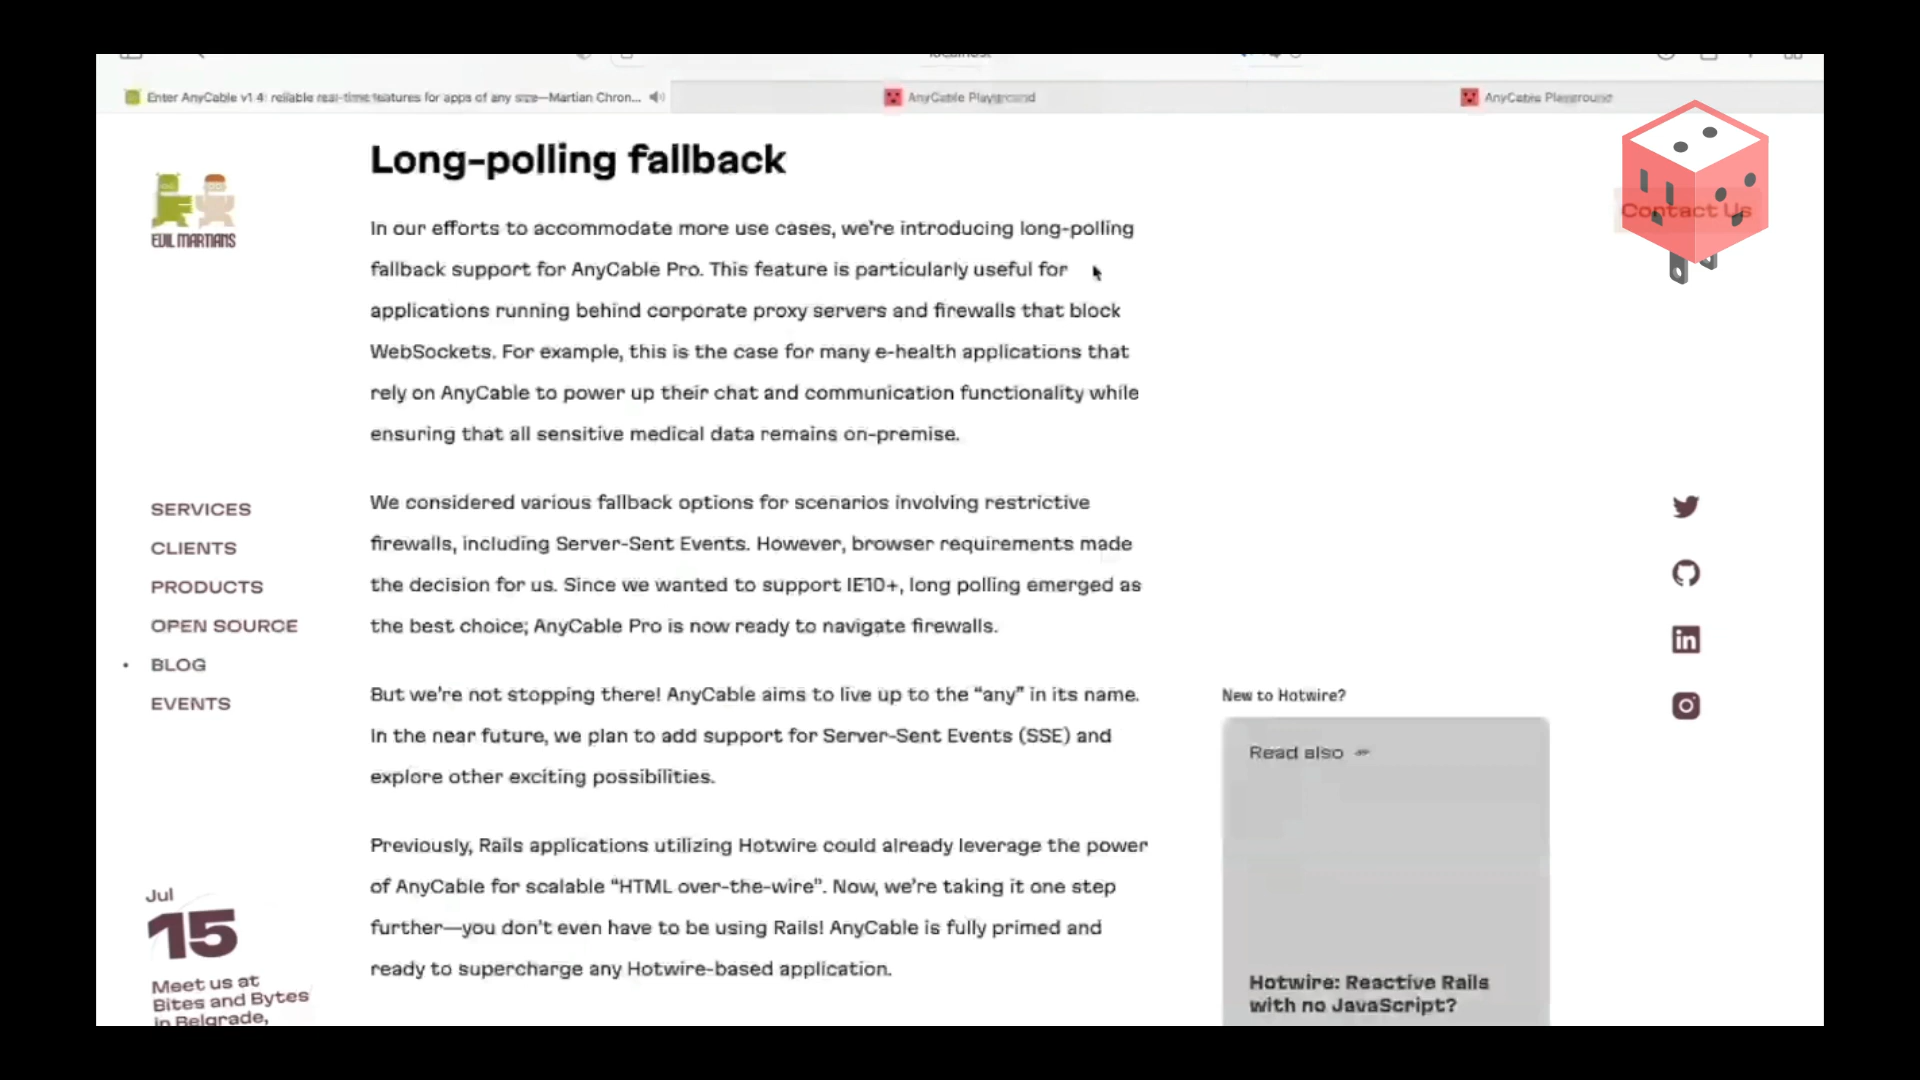 localhost
Enter AnyCable v1.4: reliable real-time features for apps of any size—Martian Chron...
AnyCable Playground
AnyCable Playground
Long-polling fallback
Contact Us
EVIL MARTIANS
In our efforts to accommodate more use cases, we're introducing long-polling
fallback support for AnyCable Pro. This feature is particularly useful for
applications running behind corporate proxy servers and firewalls that block
WebSockets. For example, this is the case for many e-health applications that
rely on AnyCable to power up their chat and communication functionality while
ensuring that all sensitive medical data remains on-premise.
We considered various fallback options for scenarios involving restrictive
firewalls, including Server-Sent Events. However, browser requirements made
the decision for us. Since we wanted to support IE10+, long polling emerged as
the best choice; AnyCable Pro is now ready to navigate firewalls.
But we're not stopping there! AnyCable aims to live up to the “any” in its name.
In the near future, we plan to add support for Server-Sent Events (SSE) and
explore other exciting possibilities.
Previously, Rails applications utilizing Hotwire could already leverage the power
of AnyCable for scalable “HTML over-the-wire”. Now, we're taking it one step
further—you don't even have to be using Rails! AnyCable is fully primed and
ready to supercharge any Hotwire-based application.
SERVICES
CLIENTS
PRODUCTS
OPEN SOURCE
• BLOG
EVENTS
Jul
15
Meet us at
Bites and Bytes
in Belgrade,
New to Hotwire?
Read also
Hotwire: Reactive Rails
with no JavaScript?
in